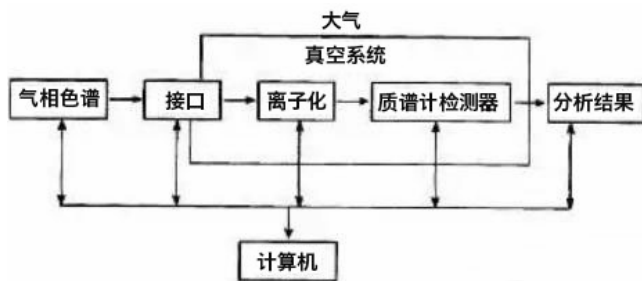 大气
真空系统
气相色谱
接口
离子化
质谱计检测器
分析结果
计算机